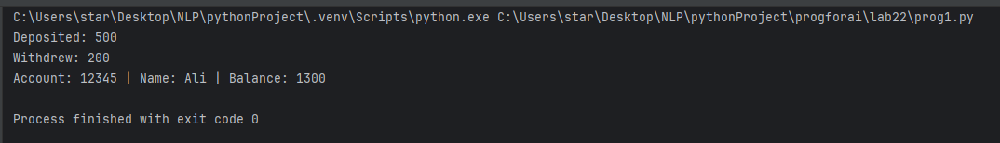 C:\Users\star\Desktop\NLP\pythonProject\.venv\Scripts\python.exe C:\Users\star\Desktop\NLP\pythonProject\progforai\lab22\prog1.py
Deposited: 500
Withdrew: 200
Account: 12345 | Name: Ali | Balance: 1300
Process finished with exit code 0